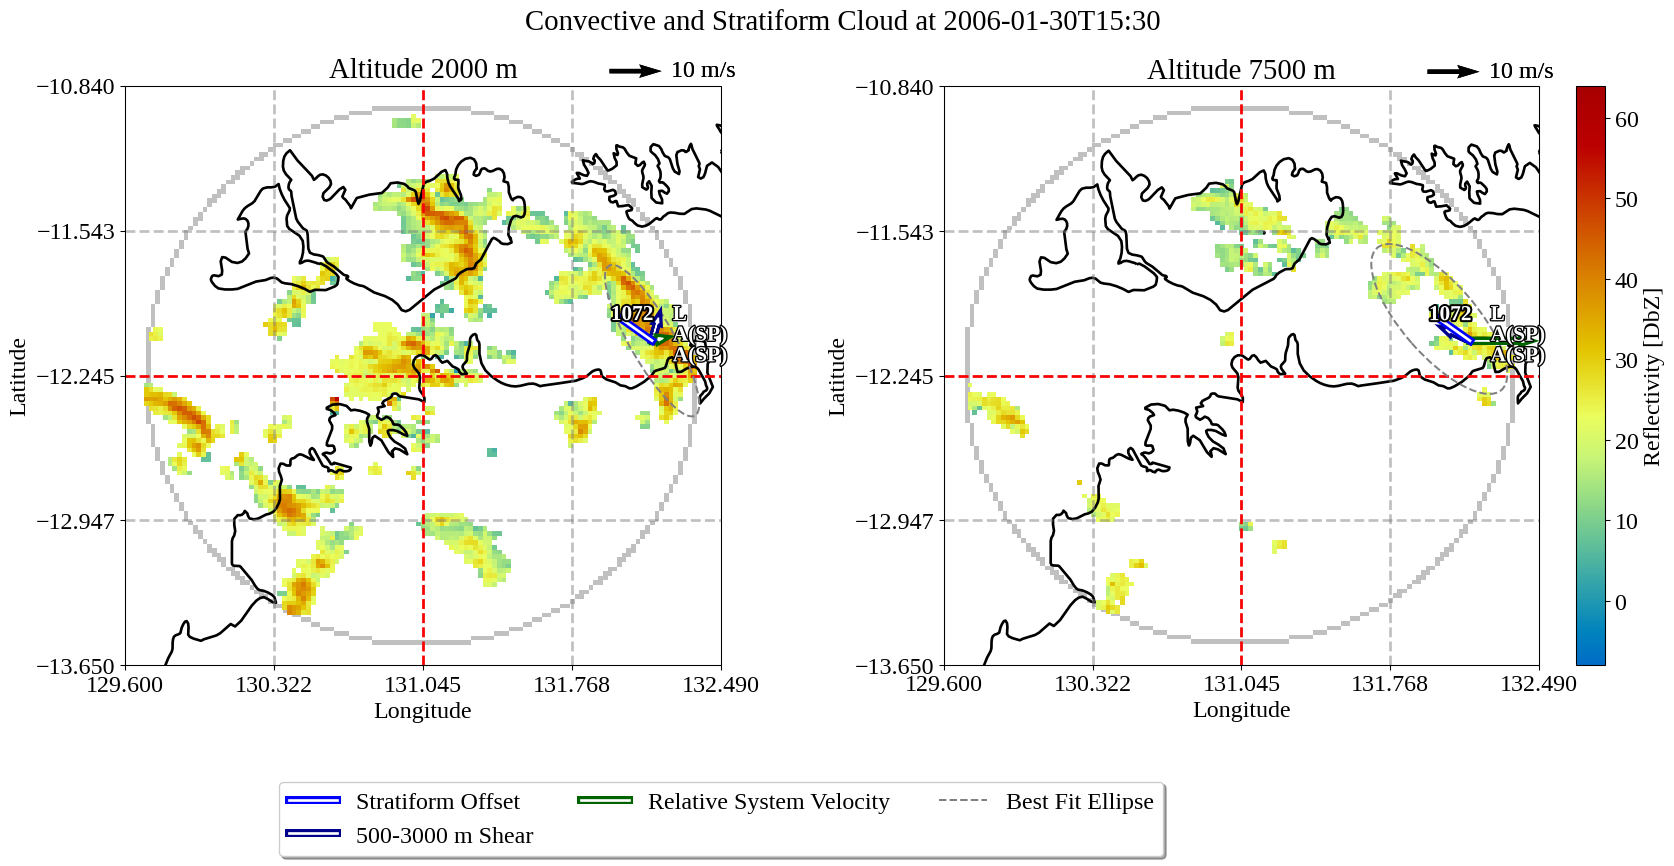 Convective and Stratiform Cloud at 2006-01-30T15:30
Altitude 2000 m
10 m/s
Altitude 7500 m
10 m/s
−10.840
−11.543
−12.245
−12.947
−13.650
Latitude
129.600
130.322
131.045
131.768
132.490
Longitude
1072
L
A(SP)
A(SP)
−10.840
−11.543
−12.245
−12.947
−13.650
Latitude
129.600
130.322
131.045
131.768
132.490
Longitude
1072
L
A(SP)
A(SP)
60
50
40
30
20
10
0
Reflectivity [DbZ]
Stratiform Offset
500-3000 m Shear
Relative System Velocity
Best Fit Ellipse